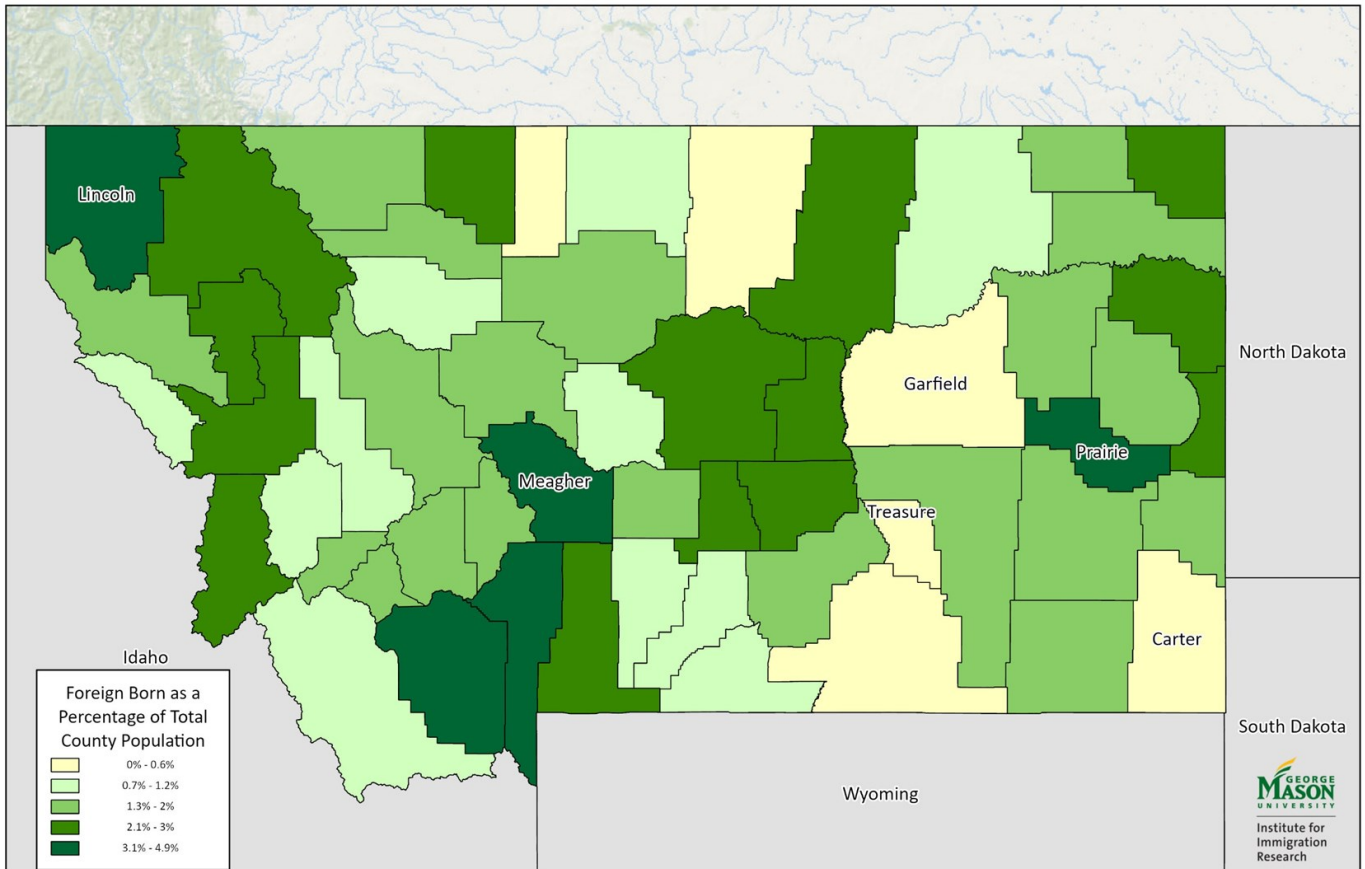 Lincoln
North Dakota
Garfield
Prairie
Meagher
Treasure
Carter
Idaho
South Dakota
Wyoming
Foreign Born as a
Percentage of Total
County Population
0% - 0.6%
0.7% - 1.2%
1.3% - 2%
2.1% - 3%
3.1% - 4.9%
GEORGE
MASON
UNIVERSITY
Institute for
Immigration
Research